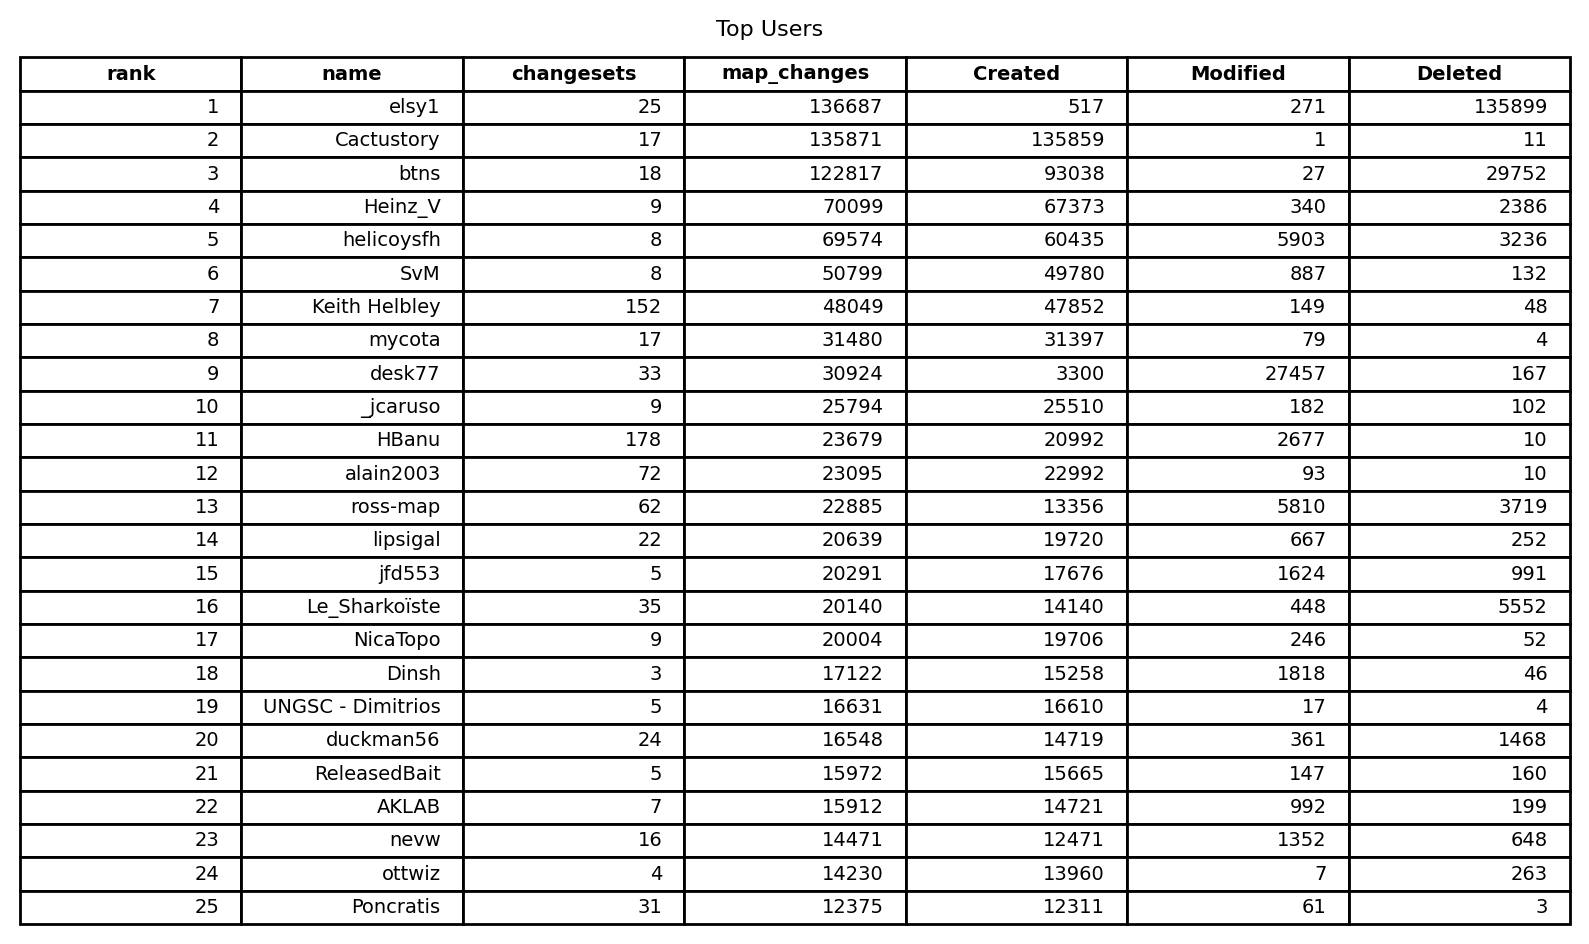 Top Users
rank name changesets map_changes Created Modified Deleted
1 elsy1 25 136687 517 271 135899
2 Cactustory 17 135871 135859 1 11
3 btns 18 122817 93038 27 29752
4 Heinz_V 9 70099 67373 340 2386
5 helicoysfh 8 69574 60435 5903 3236
6 SvM 8 50799 49780 887 132
7 Keith Helbley 152 48049 47852 149 48
8 mycota 17 31480 31397 79 4
9 desk77 33 30924 3300 27457 167
10 _jcaruso 9 25794 25510 182 102
11 HBanu 178 23679 20992 2677 10
12 alain2003 72 23095 22992 93 10
13 ross-map 62 22885 13356 5810 3719
14 lipsigal 22 20639 19720 667 252
15 jfd553 5 20291 17676 1624 991
16 Le_Sharkoïste 35 20140 14140 448 5552
17 NicaTopo 9 20004 19706 246 52
18 Dinsh 3 17122 15258 1818 46
19 UNGSC - Dimitrios 5 16631 16610 17 4
20 duckman56 24 16548 14719 361 1468
21 ReleasedBait 5 15972 15665 147 160
22 AKLAB 7 15912 14721 992 199
23 nevw 16 14471 12471 1352 648
24 ottwiz 4 14230 13960 7 263
25 Poncratis 31 12375 12311 61 3